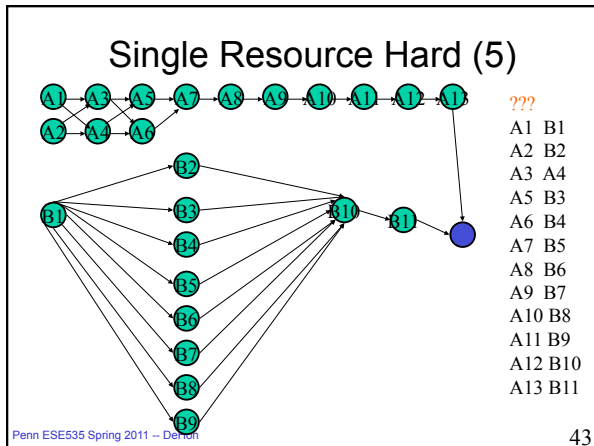 Single Resource Hard (5)
A1 A3 A5 A7 A8 A9 A10 A11 A12 A13
A2 A4 A6
B2
B1 B3 B10 B11
B4
B5
B6
B7
B8
B9
???
A1 B1
A2 B2
A3 A4
A5 B3
A6 B4
A7 B5
A8 B6
A9 B7
A10 B8
A11 B9
A12 B10
A13 B11
Penn ESE535 Spring 2011 -- DeHon
43